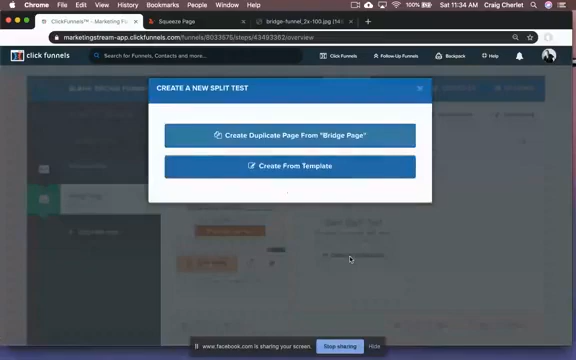 Chrome File Edit View History Bookmarks People Tab Window Help 100% Sat 11:34 AM Craig Cherlet
ClickFunnels™ - Marketing Fu
Squeeze Page
bridge-funnel_2x-100.jpg (14
marketingstream-app.clickfunnels.com/funnels/8033675/steps/43493362/overview
click funnels
Search for Funnels, Contacts and more...
Click Funnels
Follow-Up Funnels
Backpack
Help
CREATE A NEW SPLIT TEST
Create Duplicate Page From "Bridge Page"
Create From Template
www.facebook.com is sharing your screen.
Stop sharing
Hide